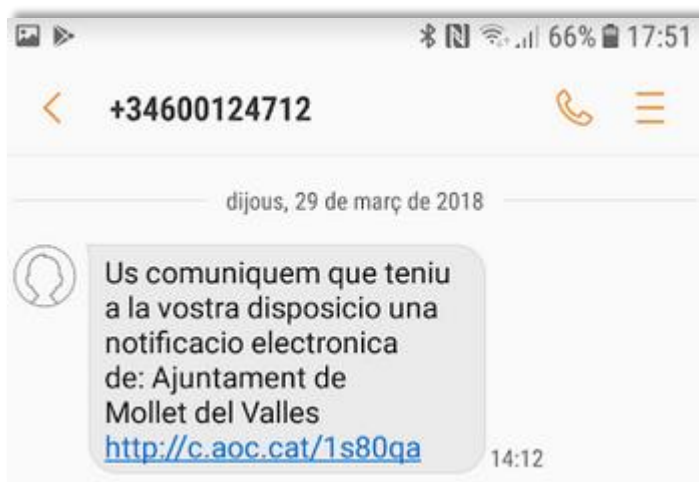 66% 17:51
+34600124712
dijous, 29 de març de 2018
Us comuniquem que teniu
a la vostra disposicio una
notificacio electronica
de: Ajuntament de
Mollet del Valles
http://c.aoc.cat/1s80qa
14:12